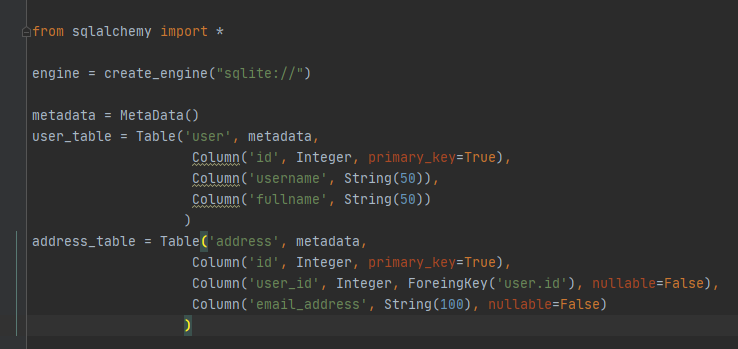 from sqlalchemy import *
engine = create_engine("sqlite://")
metadata = MetaData()
user_table = Table('user', metadata,
Column('id', Integer, primary_key=True),
Column('username', String(50)),
Column('fullname', String(50))
)
address_table = Table('address', metadata,
Column('id', Integer, primary_key=True),
Column('user_id', Integer, ForeingKey('user.id'), nullable=False),
Column('email_address', String(100), nullable=False)
)